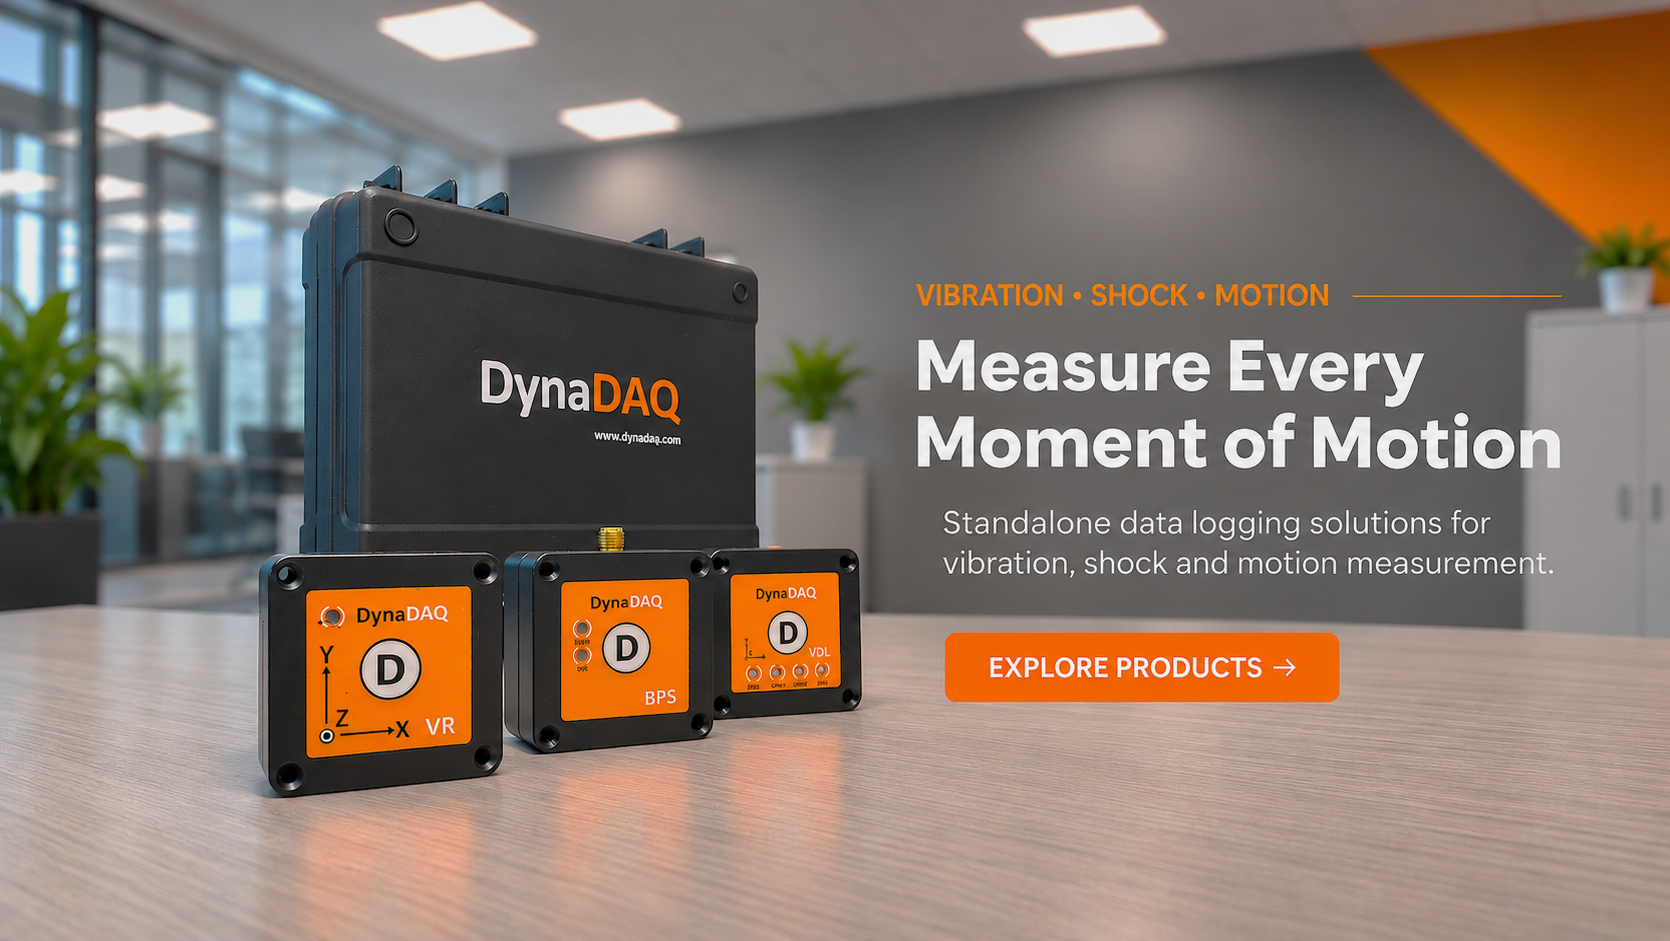 DynaDAQ
www.dynadaq.com
VIBRATION • SHOCK • MOTION
Measure Every
Moment of Motion
Standalone data logging solutions for
vibration, shock and motion measurement.
EXPLORE PRODUCTS →
DynaDAQ
D
Y
Z
X
VR
DynaDAQ
D
BPS
DynaDAQ
D
VDL